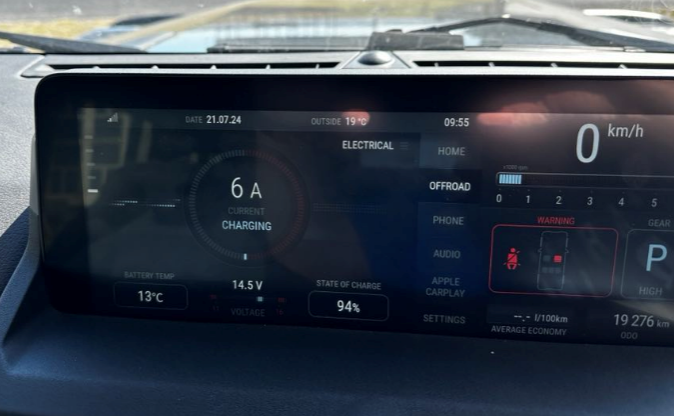 DATE 21.07.24
OUTSIDE 19°C
09:55
ELECTRICAL
6 A
CURRENT
CHARGING
BATTERY TEMP
13°C
14.5 V
VOLTAGE
STATE OF CHARGE
94%
HOME
OFFROAD
PHONE
AUDIO
APPLE
CARPLAY
SETTINGS
0 km/h
0 1 2 3 4 5
WARNING
GEAR
P
HIGH
--.- l/100km
AVERAGE ECONOMY
19 276 km
ODO